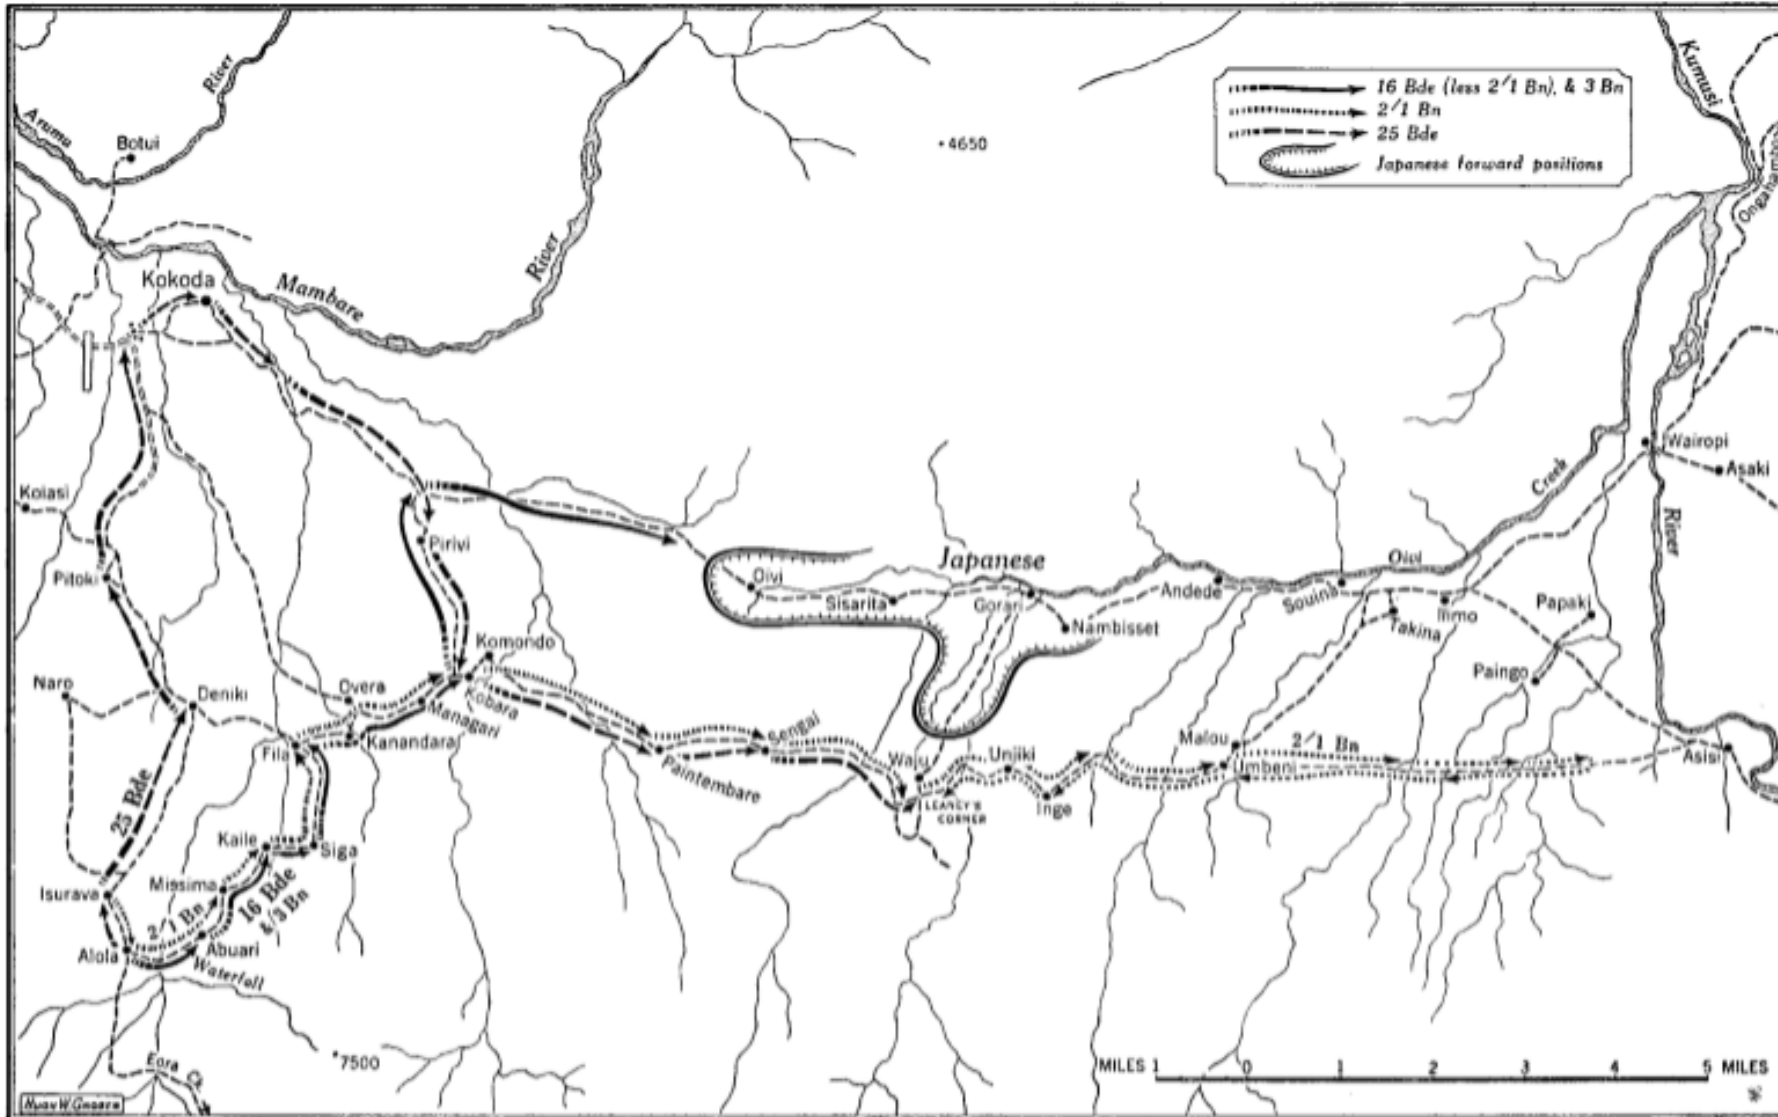 16 Bde (less 2/1 Bn), & 3 Bn
2/1 Bn
25 Bde
Japanese forward positions
River
Arumu
Botui
4650
Kumusi
Kokoda
Mambare
River
Wairopi
Asaki
Koiasi
Creek
River
Pirivi
Japanese
Oivi
Pitoki
Oivi
Sisarita
Gorari
Andede
Souina
Ilimo
Papaki
Nambisset
Takina
Komondo
Paingo
Naro
Deniki
Overa
Kobara
Managari
Kanandara
Fila
Sengai
Paintembare
Waju
Unjiki
Malou
2/1 Bn
Umbeni
Asisi
LEANEY'S
CORNER
Inge
25 Bde
Kaile
Siga
Missima
16 Bde
& 3 Bn
Isurava
2/1 Bn
Alola
Abuari
Waterfall
Eora Ck
7500
MILES 1 0 1 2 3 4 5 MILES